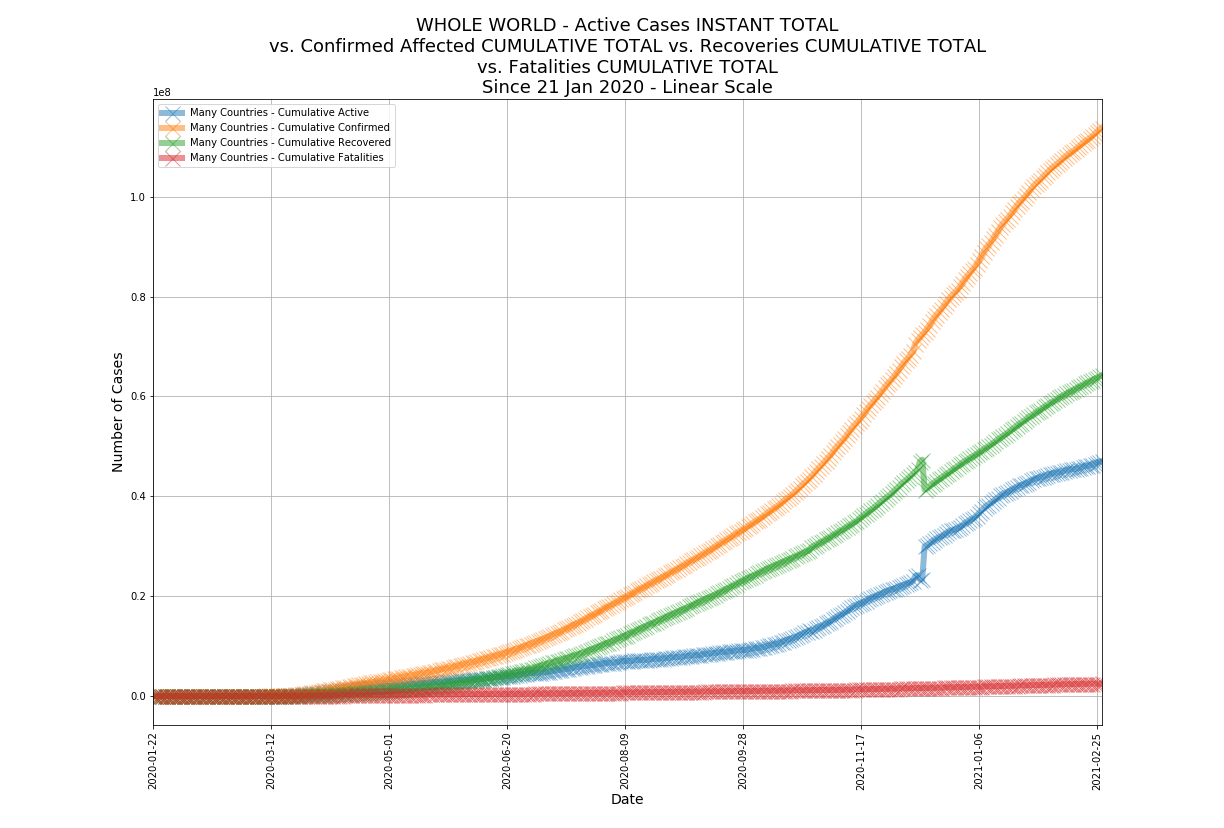 WHOLE WORLD - Active Cases INSTANT TOTAL
vs. Confirmed Affected CUMULATIVE TOTAL vs. Recoveries CUMULATIVE TOTAL
vs. Fatalities CUMULATIVE TOTAL
Since 21 Jan 2020 - Linear Scale
1e8
Many Countries - Cumulative Active
Many Countries - Cumulative Confirmed
Many Countries - Cumulative Recovered
Many Countries - Cumulative Fatalities
1.0
0.8
0.6
0.4
0.2
0.0
Number of Cases
2020-01-22
2020-03-12
2020-05-01
2020-06-20
2020-08-09
2020-09-28
2020-11-17
2021-01-06
2021-02-25
Date